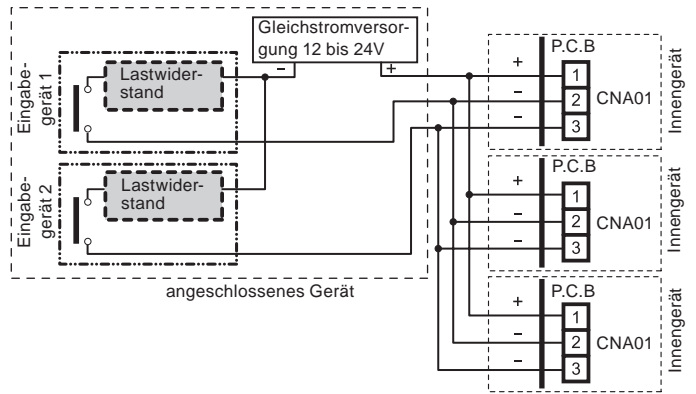 Gleichstromversor-
gung 12 bis 24V
– +
Eingabe-
gerät 1
Lastwider-
stand
Eingabe-
gerät 2
Lastwider-
stand
angeschlossenes Gerät
P.C.B
+ 1
– 2 CNA01
– 3
Innengerät
P.C.B
+ 1
– 2 CNA01
– 3
Innengerät
P.C.B
+ 1
– 2 CNA01
– 3
Innengerät